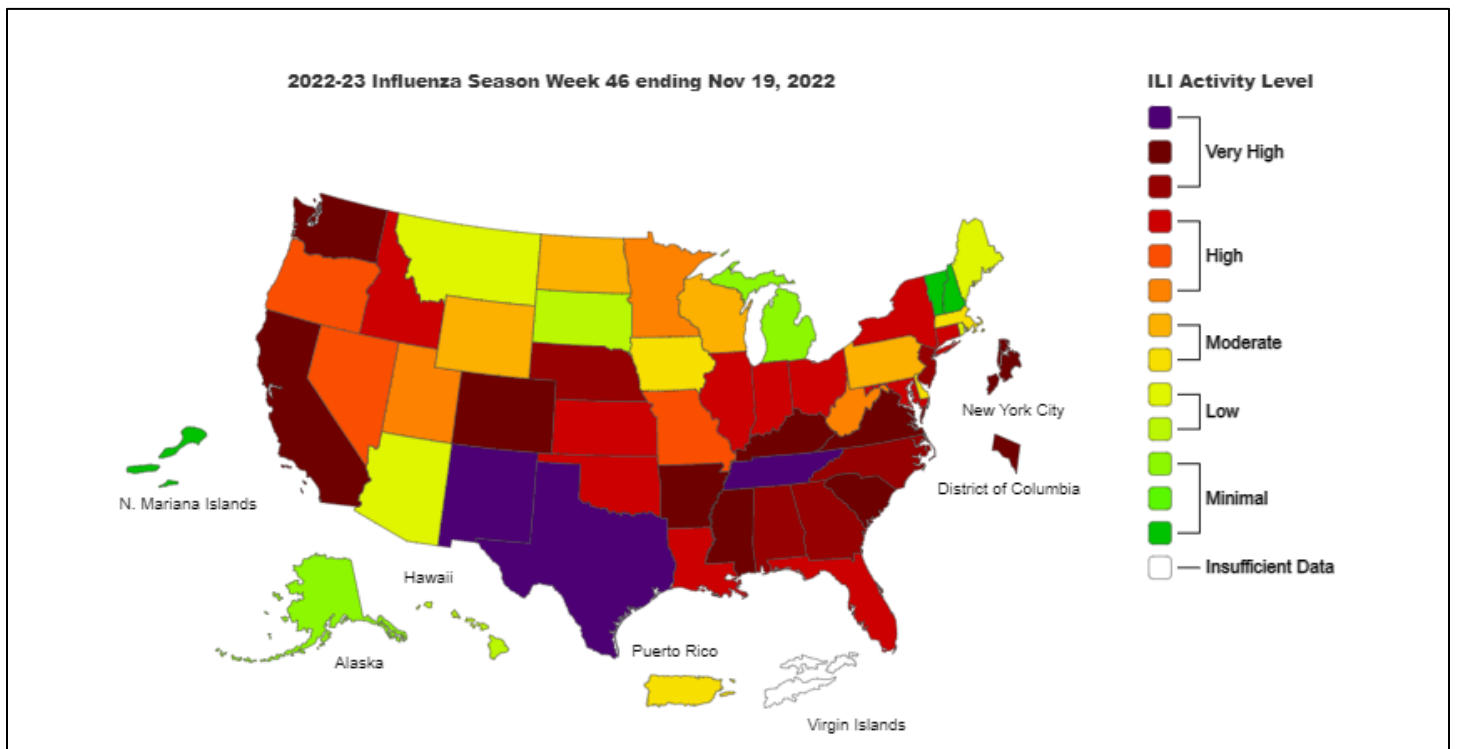 2022-23 Influenza Season Week 46 ending Nov 19, 2022
ILI Activity Level
Very High
High
Moderate
Low
Minimal
Insufficient Data
New York City
District of Columbia
N. Mariana Islands
Hawaii
Alaska
Puerto Rico
Virgin Islands